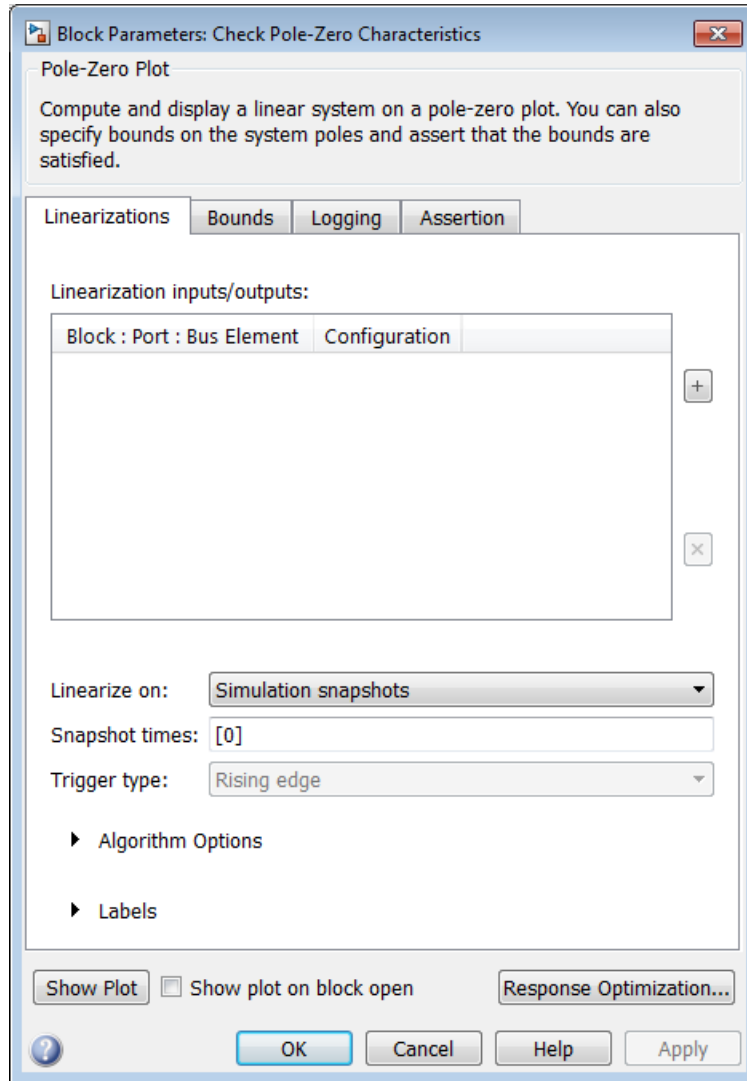 Block Parameters: Check Pole-Zero Characteristics
Pole-Zero Plot
Compute and display a linear system on a pole-zero plot. You can also
specify bounds on the system poles and assert that the bounds are
satisfied.
Linearizations Bounds Logging Assertion
Linearization inputs/outputs:
Block : Port : Bus Element Configuration
+
Linearize on: Simulation snapshots
Snapshot times: [0]
Trigger type: Rising edge
Algorithm Options
Labels
Show Plot Show plot on block open Response Optimization...
? OK Cancel Help Apply